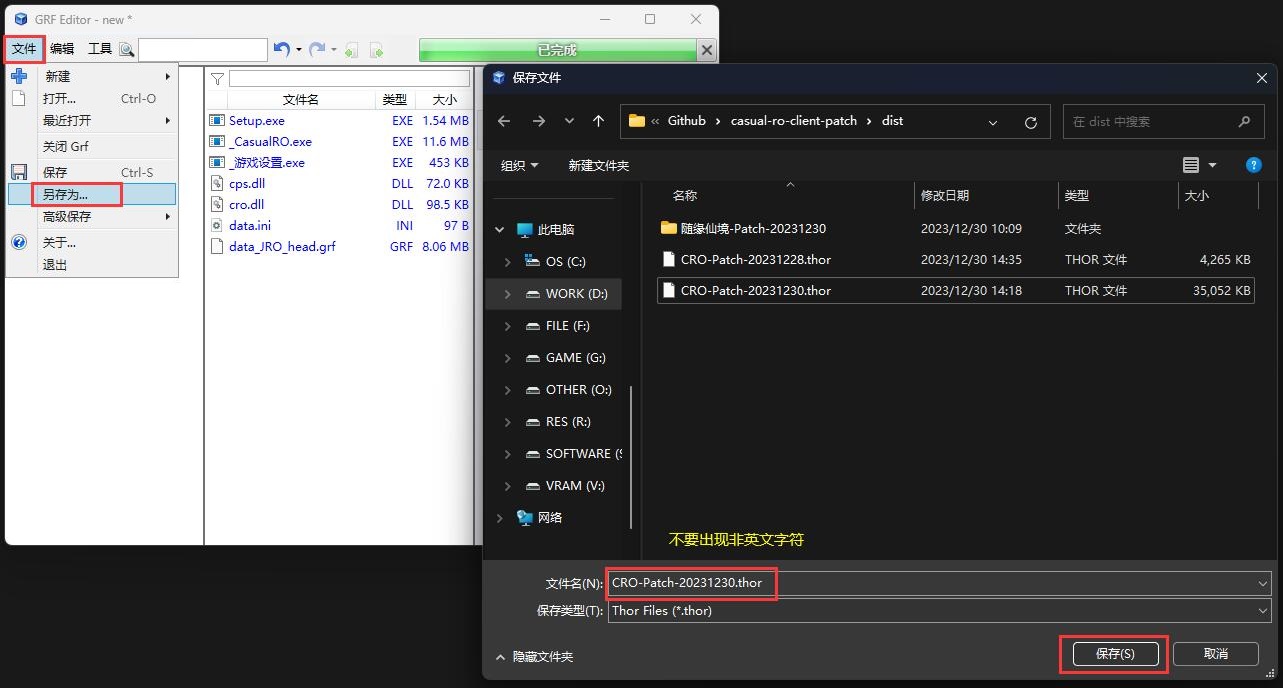 GRF Editor - new *
文件 编辑 工具
已完成
新建
打开... Ctrl-O
最近打开
关闭 Grf
保存 Ctrl-S
另存为...
高级保存
关于...
退出
文件名 类型 大小
Setup.exe EXE 1.54 MB
_CasualRO.exe EXE 11.6 MB
_游戏设置.exe EXE 453 KB
cps.dll DLL 72.0 KB
cro.dll DLL 98.5 KB
data.ini INI 97 B
data_JRO_head.grf GRF 8.06 MB
保存文件
« Github › casual-ro-client-patch › dist
在 dist 中搜索
组织 新建文件夹
此电脑
OS (C:)
WORK (D:)
FILE (F:)
GAME (G:)
OTHER (O:)
RES (R:)
SOFTWARE (S
VRAM (V:)
网络
名称 修改日期 类型 大小
随缘仙境-Patch-20231230 2023/12/30 10:09 文件夹
CRO-Patch-20231228.thor 2023/12/30 14:35 THOR 文件 4,265 KB
CRO-Patch-20231230.thor 2023/12/30 14:18 THOR 文件 35,052 KB
不要出现非英文字符
文件名(N): CRO-Patch-20231230.thor
保存类型(T): Thor Files (*.thor)
隐藏文件夹
保存(S) 取消